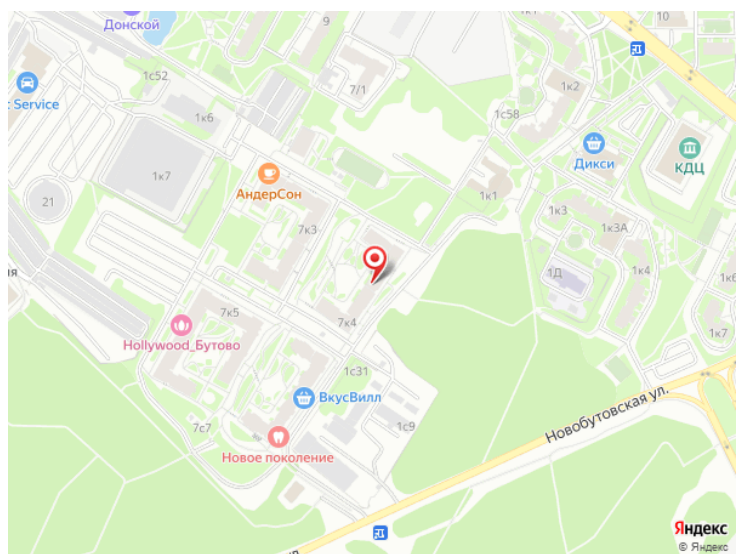 Донской
9
10
1с52
7/1
1к2
t Service
1к6
1с58
Дикси
КДЦ
1к7
АндерСон
21
1к1
1к3
7к3
1к3А
ия
1Д
1к4
1к6
7к5
7к4
1к7
Hollywood_Бутово
1с31
ВкусВилл
Новобутовская ул.
7с7
1с9
Новое поколение
Яндекс
© Яндекс